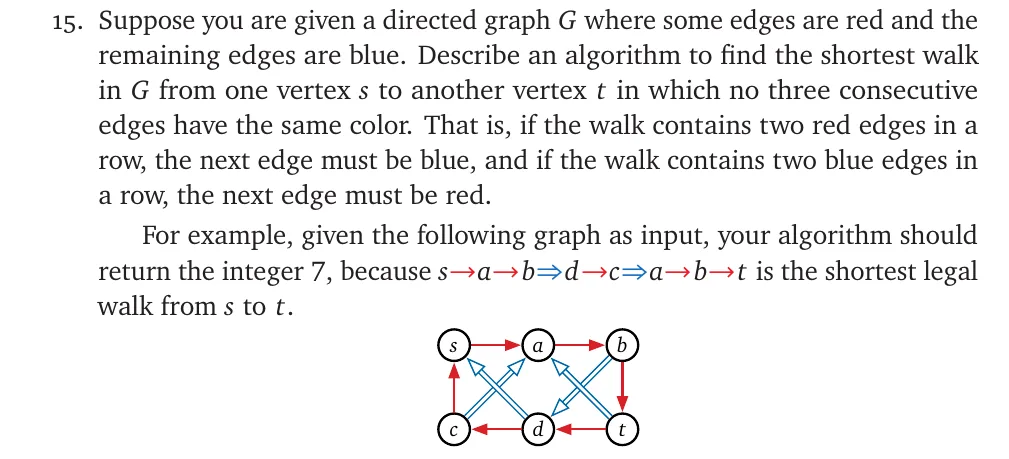 15. Suppose you are given a directed graph G where some edges are red and the
remaining edges are blue. Describe an algorithm to find the shortest walk
in G from one vertex s to another vertex t in which no three consecutive
edges have the same color. That is, if the walk contains two red edges in a
row, the next edge must be blue, and if the walk contains two blue edges in
a row, the next edge must be red.
For example, given the following graph as input, your algorithm should
return the integer 7, because s→a→b⇒d→c⇒a→b→t is the shortest legal
walk from s to t.
s a b
c d t